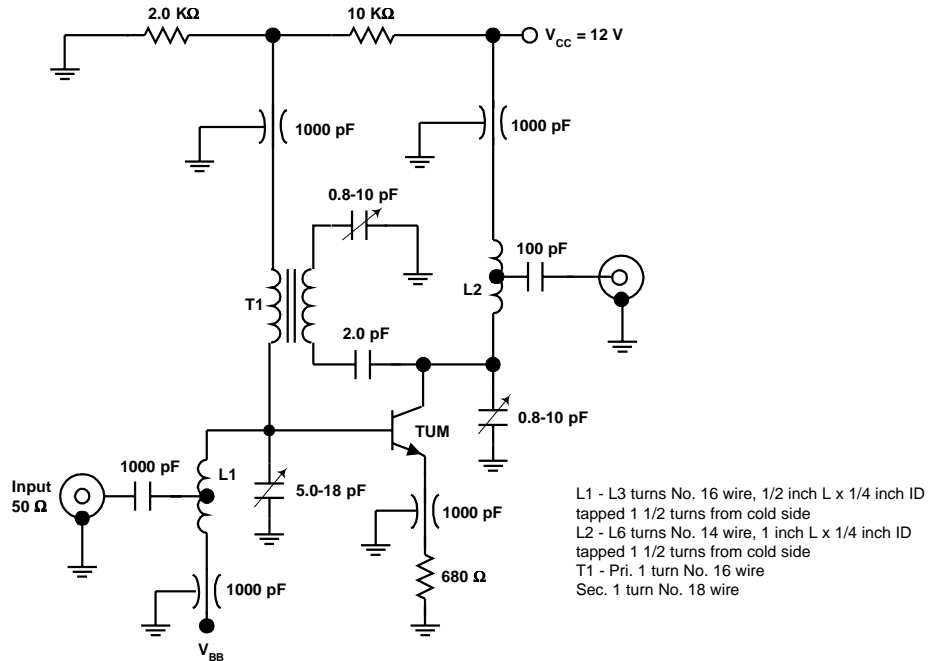 2.0 KΩ
10 KΩ
V_CC = 12 V
1000 pF
1000 pF
0.8-10 pF
100 pF
T1
L2
2.0 pF
TUM
0.8-10 pF
1000 pF
L1
Input
50 Ω
5.0-18 pF
1000 pF
1000 pF
680 Ω
V_BB
L1 - L3 turns No. 16 wire, 1/2 inch L x 1/4 inch ID
tapped 1 1/2 turns from cold side
L2 - L6 turns No. 14 wire, 1 inch L x 1/4 inch ID
tapped 1 1/2 turns from cold side
T1 - Pri. 1 turn No. 16 wire
Sec. 1 turn No. 18 wire